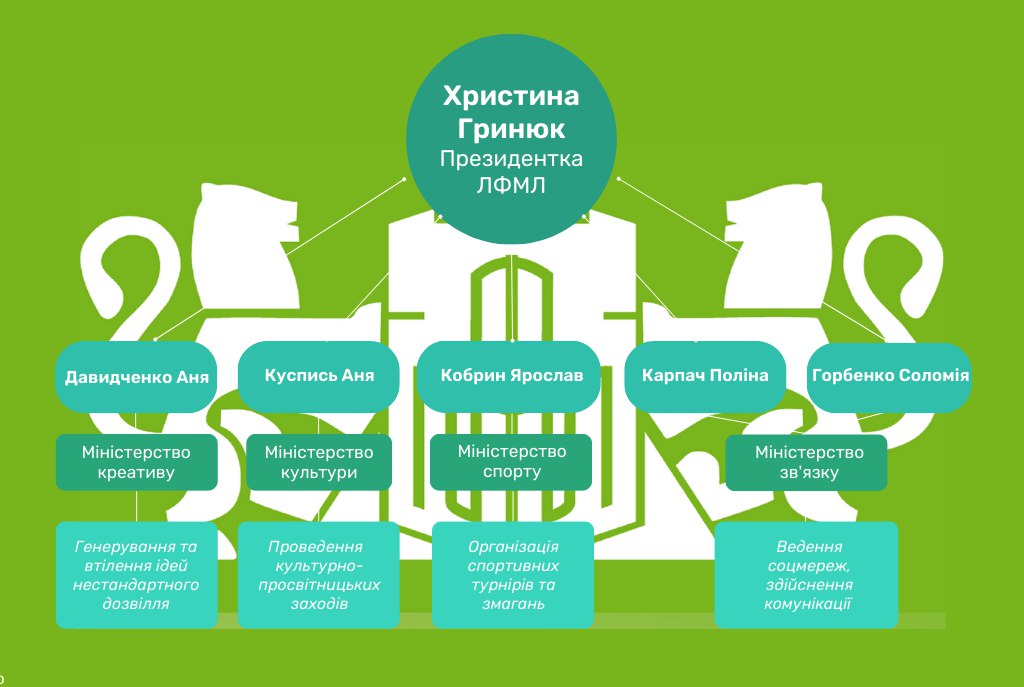 Христина
Гринюк
Президентка
ЛФМЛ
Давидченко Аня
Куспись Аня
Кобрин Ярослав
Карпач Поліна
Горбенко Соломія
Міністерство
креативу
Міністерство
культури
Міністерство
спорту
Міністерство
зв'язку
Генерування та
втілення ідей
нестандартного
дозвілля
Проведення
культурно-
просвітницьких
заходів
Організація
спортивних
турнірів та
змагань
Ведення
соцмереж,
здійснення
комунікації